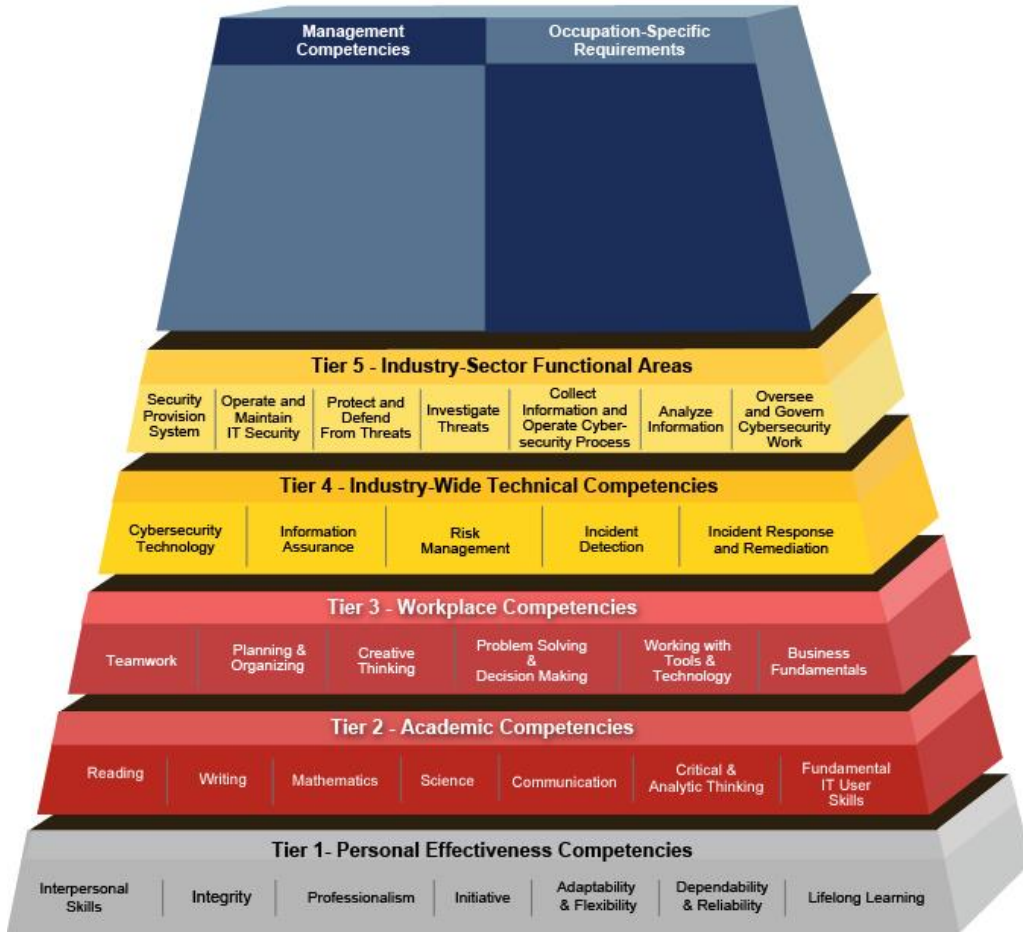 Management
Competencies
Occupation-Specific
Requirements
Tier 5 - Industry-Sector Functional Areas
Security
Provision
System
Operate and
Maintain
IT Security
Protect and
Defend
From Threats
Investigate
Threats
Collect
Information and
Operate Cyber-
security Process
Analyze
Information
Oversee
and Govern
Cybersecurity
Work
Tier 4 - Industry-Wide Technical Competencies
Cybersecurity
Technology
Information
Assurance
Risk
Management
Incident
Detection
Incident Response
and Remediation
Tier 3 - Workplace Competencies
Teamwork
Planning &
Organizing
Creative
Thinking
Problem Solving
&
Decision Making
Working with
Tools &
Technology
Business
Fundamentals
Tier 2 - Academic Competencies
Reading
Writing
Mathematics
Science
Communication
Critical &
Analytic Thinking
Fundamental
IT User
Skills
Tier 1- Personal Effectiveness Competencies
Interpersonal
Skills
Integrity
Professionalism
Initiative
Adaptability
& Flexibility
Dependability
& Reliability
Lifelong Learning